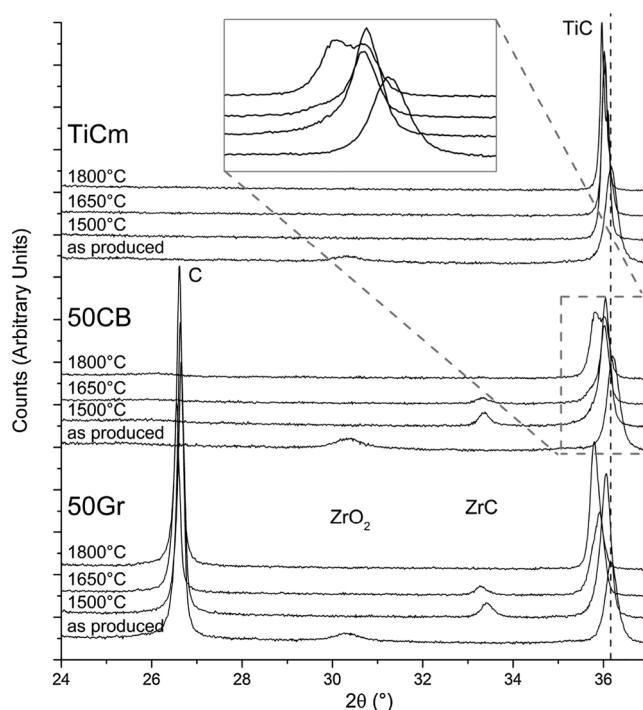 TiC
TiCm
1800°C
1650°C
1500°C
as produced
C
50CB
1800°C
1650°C
1500°C
as produced
50Gr
ZrO2
ZrC
1800°C
1650°C
1500°C
as produced
Counts (Arbitrary Units)
24 26 28 30 32 34 36
2θ (°)